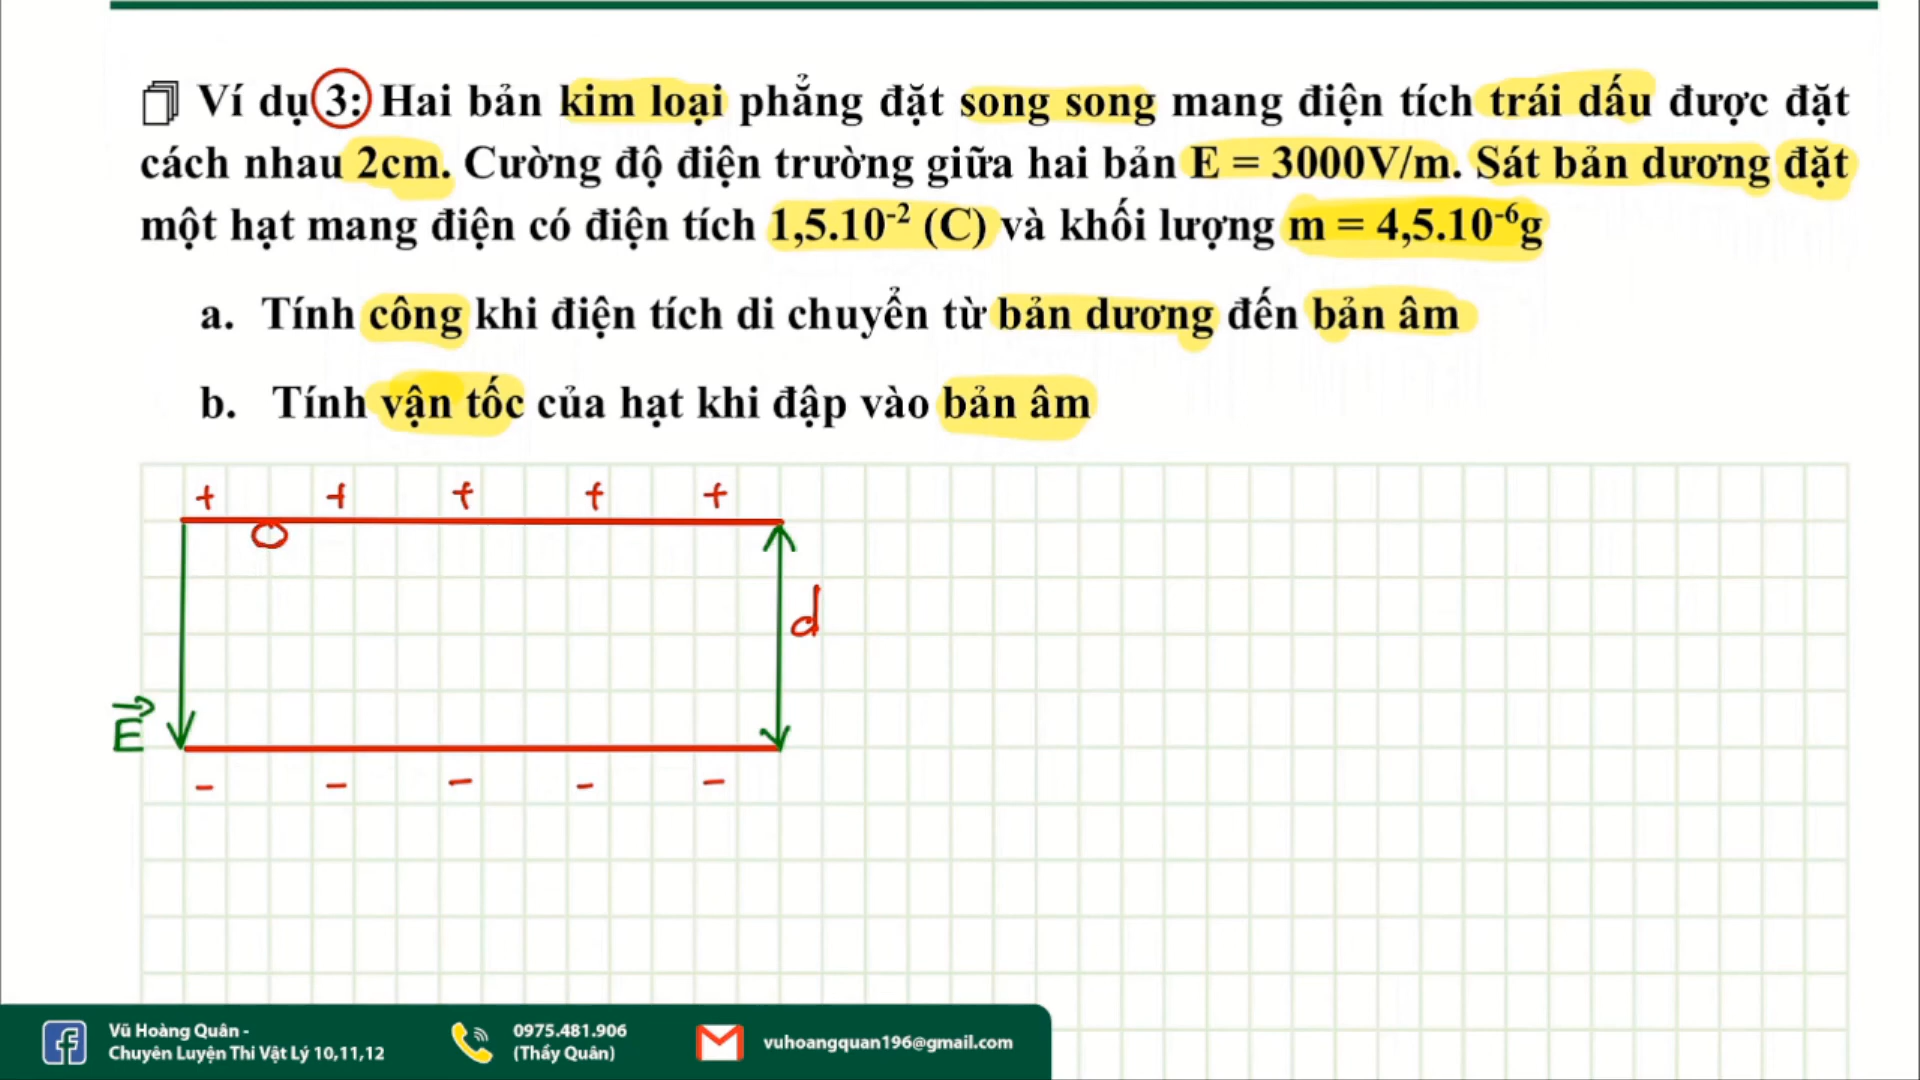 Ví dụ 3: Hai bản kim loại phẳng đặt song song mang điện tích trái dấu được đặt
cách nhau 2cm. Cường độ điện trường giữa hai bản E = 3000V/m. Sát bản dương đặt
một hạt mang điện có điện tích 1,5.10⁻² (C) và khối lượng m = 4,5.10⁻⁶g
a. Tính công khi điện tích di chuyển từ bản dương đến bản âm
b. Tính vận tốc của hạt khi đập vào bản âm
+ + + + +
d
E
- - - - -
Vũ Hoàng Quân -
Chuyên Luyện Thi Vật Lý 10,11,12
0975.481.906
(Thầy Quân)
vuhoangquan196@gmail.com